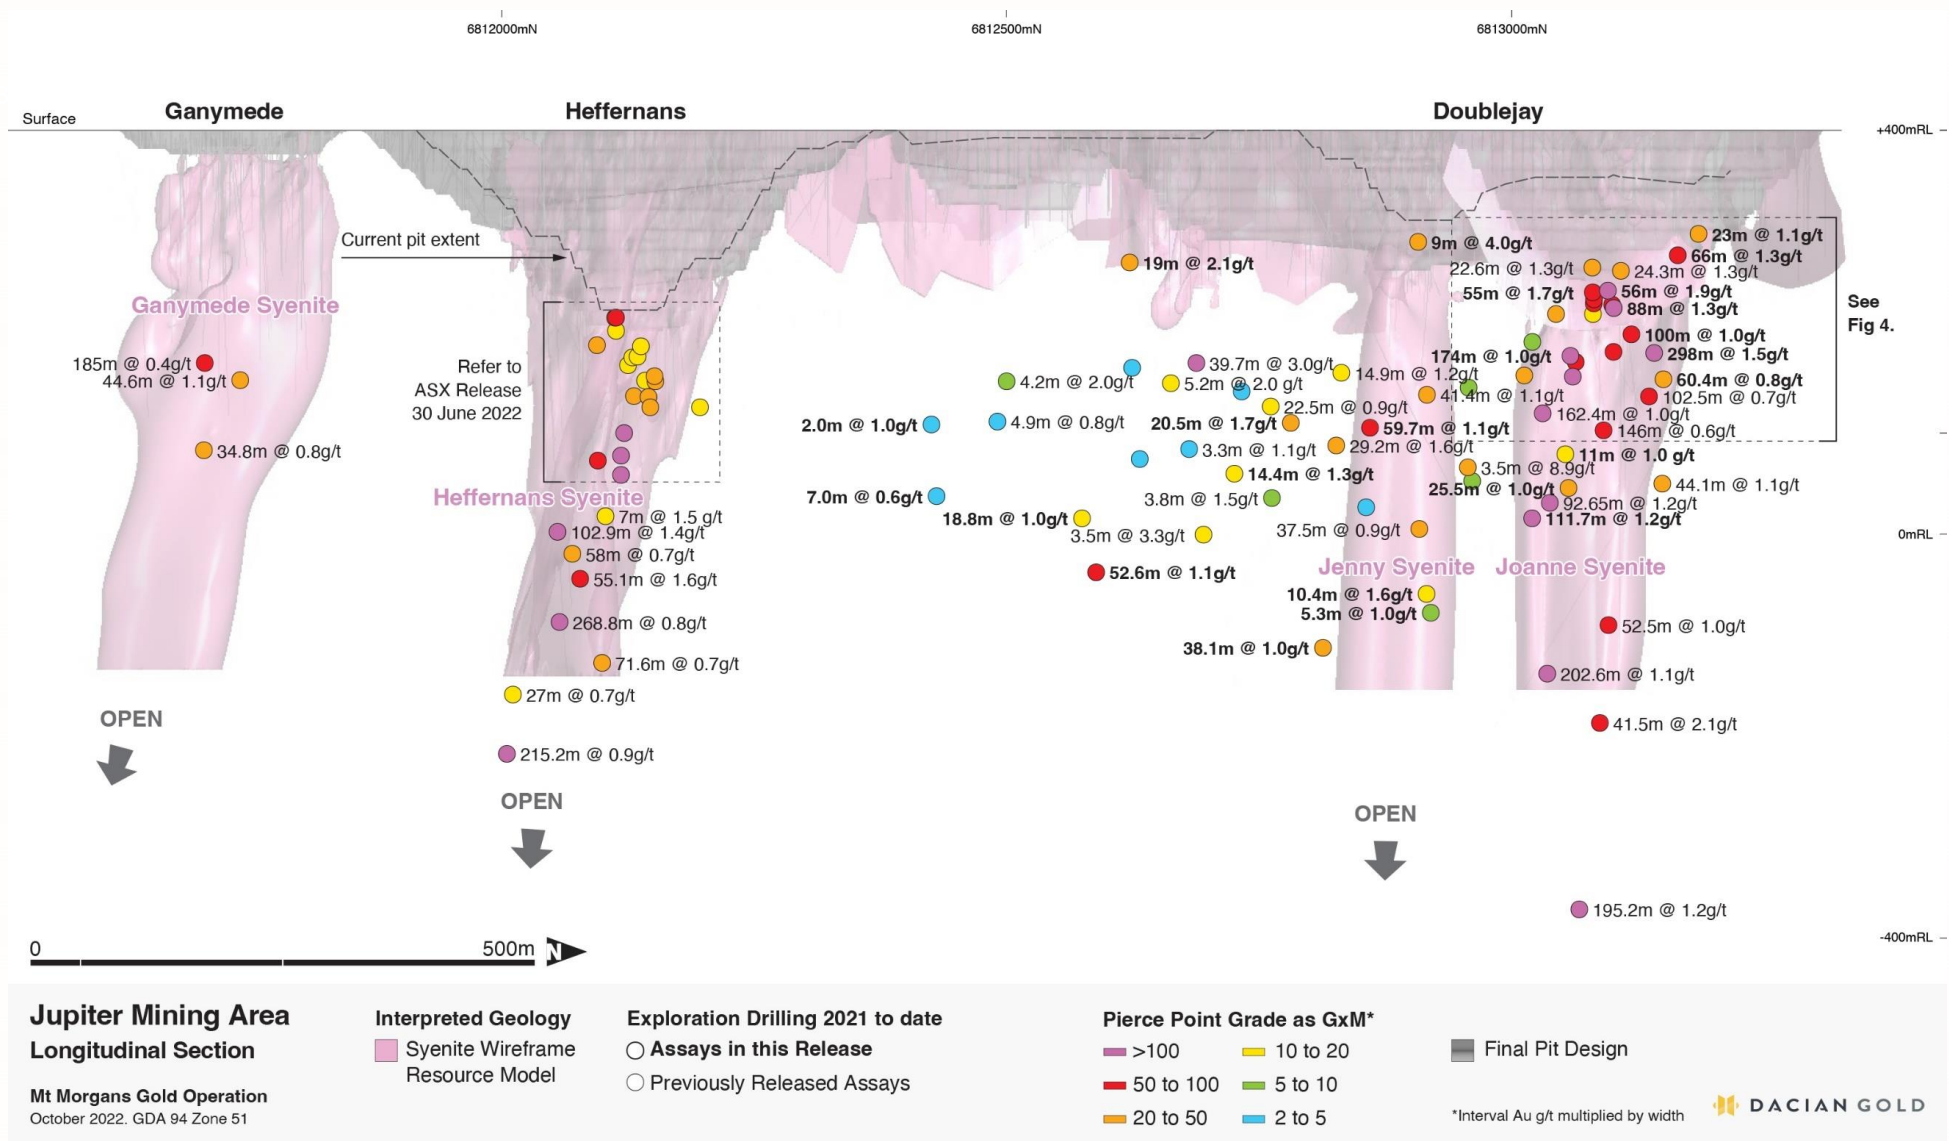 6812000mN
6812500mN
6813000mN
Ganymede
Heffernans
Doublejay
Surface
+400mRL
Current pit extent
9m @ 4.0g/t
23m @ 1.1g/t
19m @ 2.1g/t
66m @ 1.3g/t
22.6m @ 1.3g/t
24.3m @ 1.3g/t
55m @ 1.7g/t
56m @ 1.9g/t
Ganymede Syenite
88m @ 1.3g/t
See
Fig 4.
100m @ 1.0g/t
174m @ 1.0g/t
298m @ 1.5g/t
185m @ 0.4g/t
44.6m @ 1.1g/t
Refer to
ASX Release
30 June 2022
39.7m @ 3.0g/t
14.9m @ 1.2g/t
4.2m @ 2.0g/t
5.2m @ 2.0 g/t
60.4m @ 0.8g/t
41.4m @ 1.1g/t
102.5m @ 0.7g/t
22.5m @ 0.9g/t
162.4m @ 1.0g/t
2.0m @ 1.0g/t
4.9m @ 0.8g/t
20.5m @ 1.7g/t
59.7m @ 1.1g/t
146m @ 0.6g/t
34.8m @ 0.8g/t
3.3m @ 1.1g/t
29.2m @ 1.6g/t
11m @ 1.0 g/t
14.4m @ 1.3g/t
3.5m @ 8.9g/t
Heffernans Syenite
7.0m @ 0.6g/t
3.8m @ 1.5g/t
25.5m @ 1.0g/t
44.1m @ 1.1g/t
92.65m @ 1.2g/t
7m @ 1.5 g/t
18.8m @ 1.0g/t
111.7m @ 1.2g/t
102.9m @ 1.4g/t
3.5m @ 3.3g/t
37.5m @ 0.9g/t
0mRL
58m @ 0.7g/t
55.1m @ 1.6g/t
52.6m @ 1.1g/t
Jenny Syenite
Joanne Syenite
10.4m @ 1.6g/t
5.3m @ 1.0g/t
268.8m @ 0.8g/t
52.5m @ 1.0g/t
38.1m @ 1.0g/t
71.6m @ 0.7g/t
202.6m @ 1.1g/t
27m @ 0.7g/t
OPEN
41.5m @ 2.1g/t
215.2m @ 0.9g/t
OPEN
OPEN
195.2m @ 1.2g/t
-400mRL
0
500m
N
Jupiter Mining Area
Longitudinal Section
Mt Morgans Gold Operation
October 2022. GDA 94 Zone 51
Interpreted Geology
Syenite Wireframe
Resource Model
Exploration Drilling 2021 to date
Assays in this Release
Previously Released Assays
Pierce Point Grade as GxM*
>100
50 to 100
20 to 50
10 to 20
5 to 10
2 to 5
Final Pit Design
*Interval Au g/t multiplied by width
DACIAN GOLD